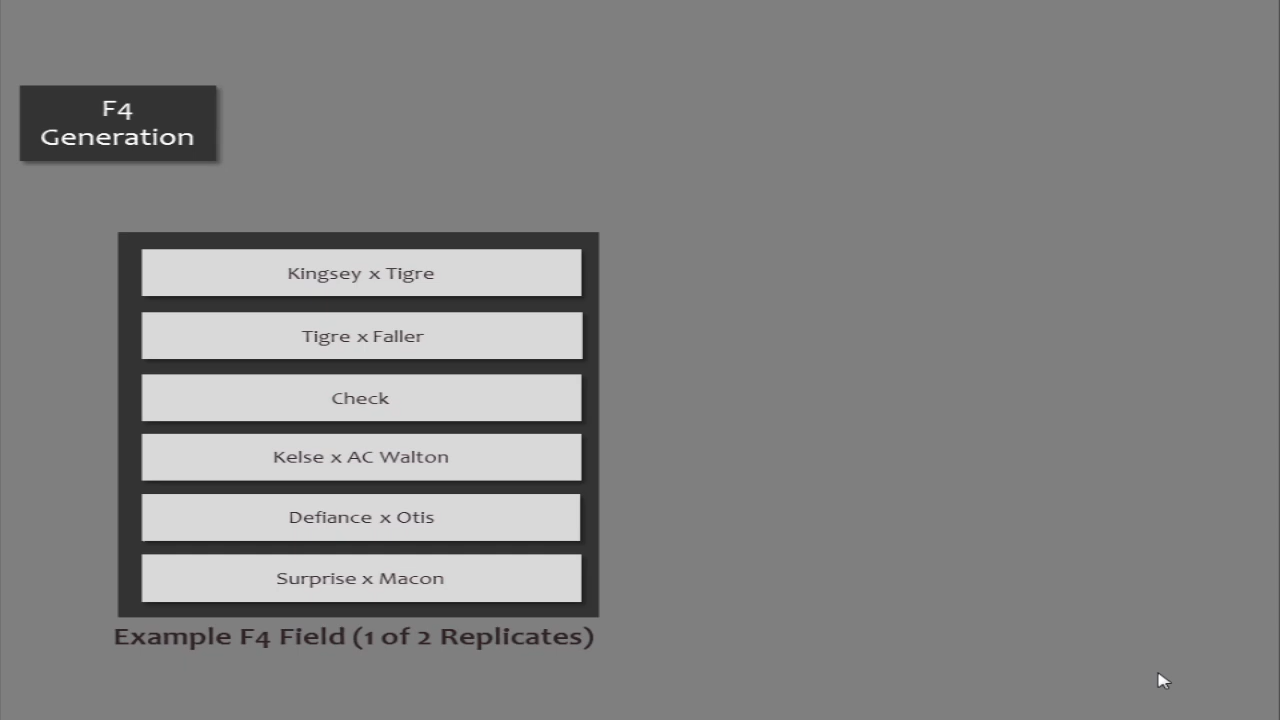 F4
Generation
Kingsey x Tigre
Tigre x Faller
Check
Kelse x AC Walton
Defiance x Otis
Surprise x Macon
Example F4 Field (1 of 2 Replicates)